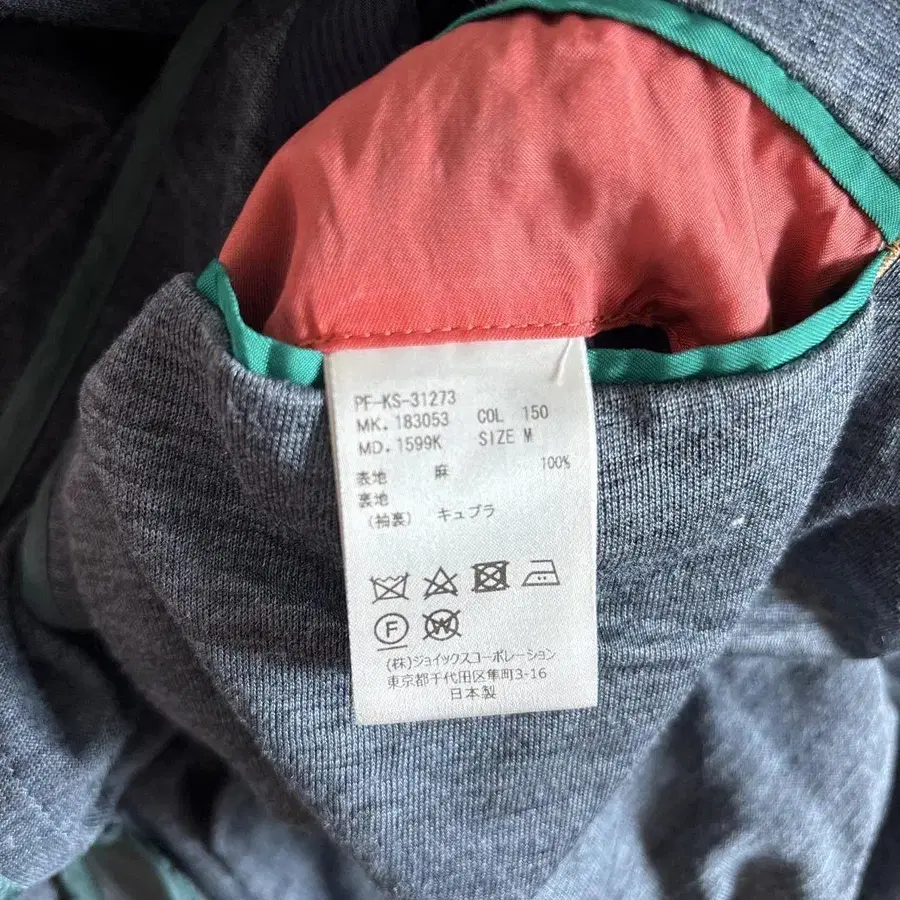 PF-KS-31273
MK. 183053 COL 150
MD. 1599K SIZE M
表地 麻 100%
裏地
(袖裏) キュプラ
F
W
(株)ジョイックスコーポレーション
東京都千代田区隼町3-16
日本製